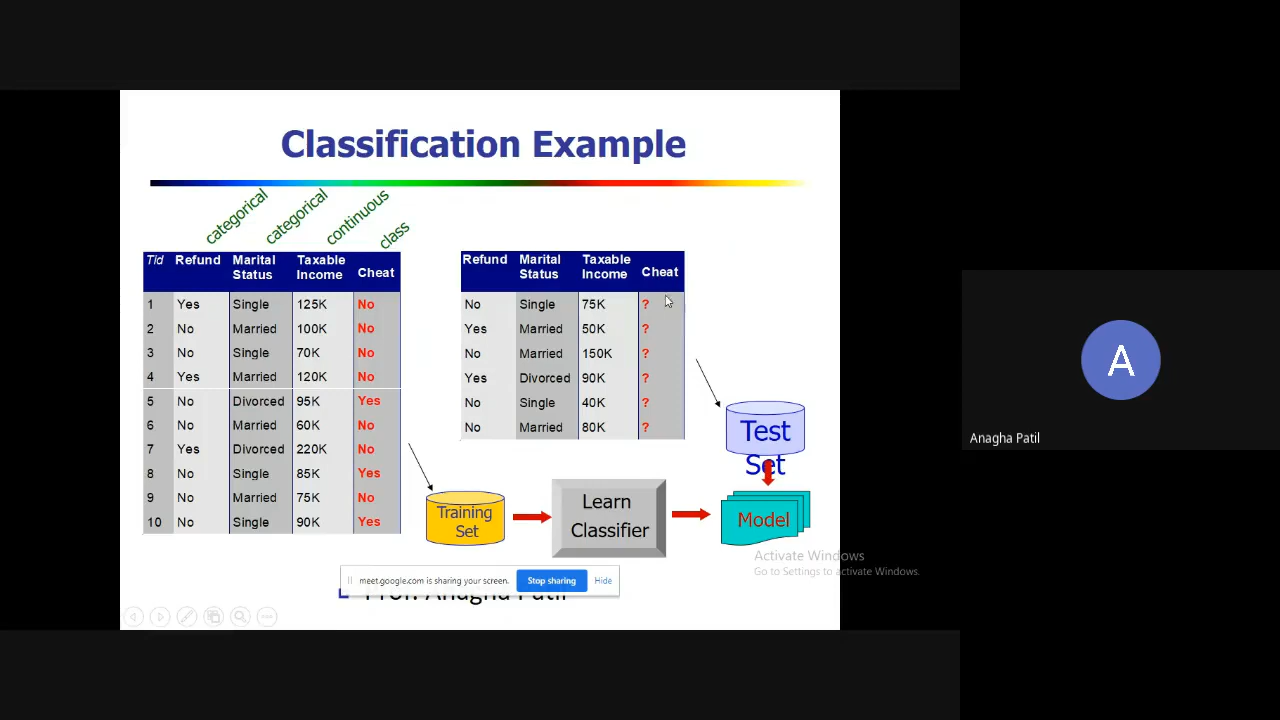 Classification Example
categorical
categorical
continuous
class
Tid Refund Marital Status Taxable Income Cheat
1 Yes Single 125K No
2 No Married 100K No
3 No Single 70K No
4 Yes Married 120K No
5 No Divorced 95K Yes
6 No Married 60K No
7 Yes Divorced 220K No
8 No Single 85K Yes
9 No Married 75K No
10 No Single 90K Yes
Refund Marital Status Taxable Income Cheat
No Single 75K ?
Yes Married 50K ?
No Married 150K ?
Yes Divorced 90K ?
No Single 40K ?
No Married 80K ?
Test
Set
Training
Set
Learn
Classifier
Model
Activate Windows
Go to Settings to activate Windows.
meet.google.com is sharing your screen. Stop sharing Hide
Prof. Anagha Patil
A
Anagha Patil